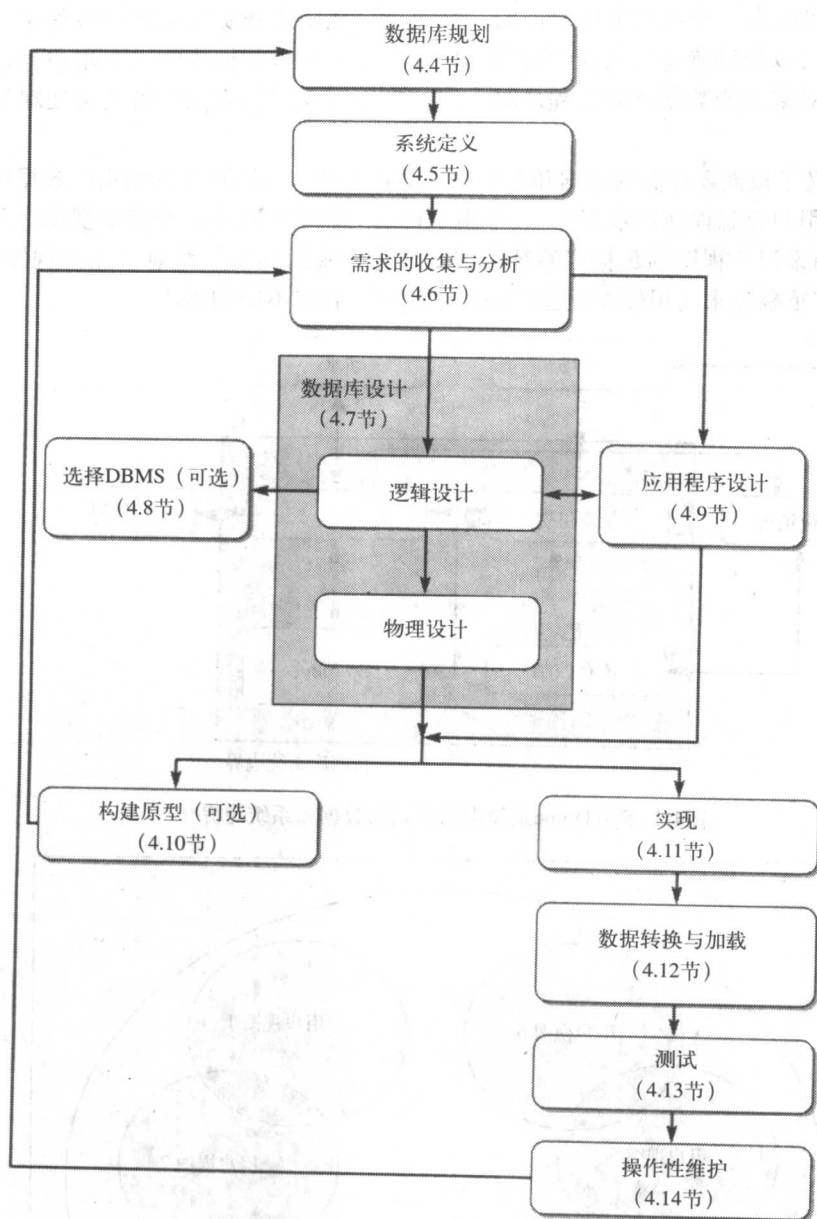 数据库规划
（4.4节）
系统定义
（4.5节）
需求的收集与分析
（4.6节）
数据库设计
（4.7节）
选择DBMS（可选）
（4.8节）
逻辑设计
应用程序设计
（4.9节）
物理设计
构建原型（可选）
（4.10节）
实现
（4.11节）
数据转换与加载
（4.12节）
测试
（4.13节）
操作性维护
（4.14节）